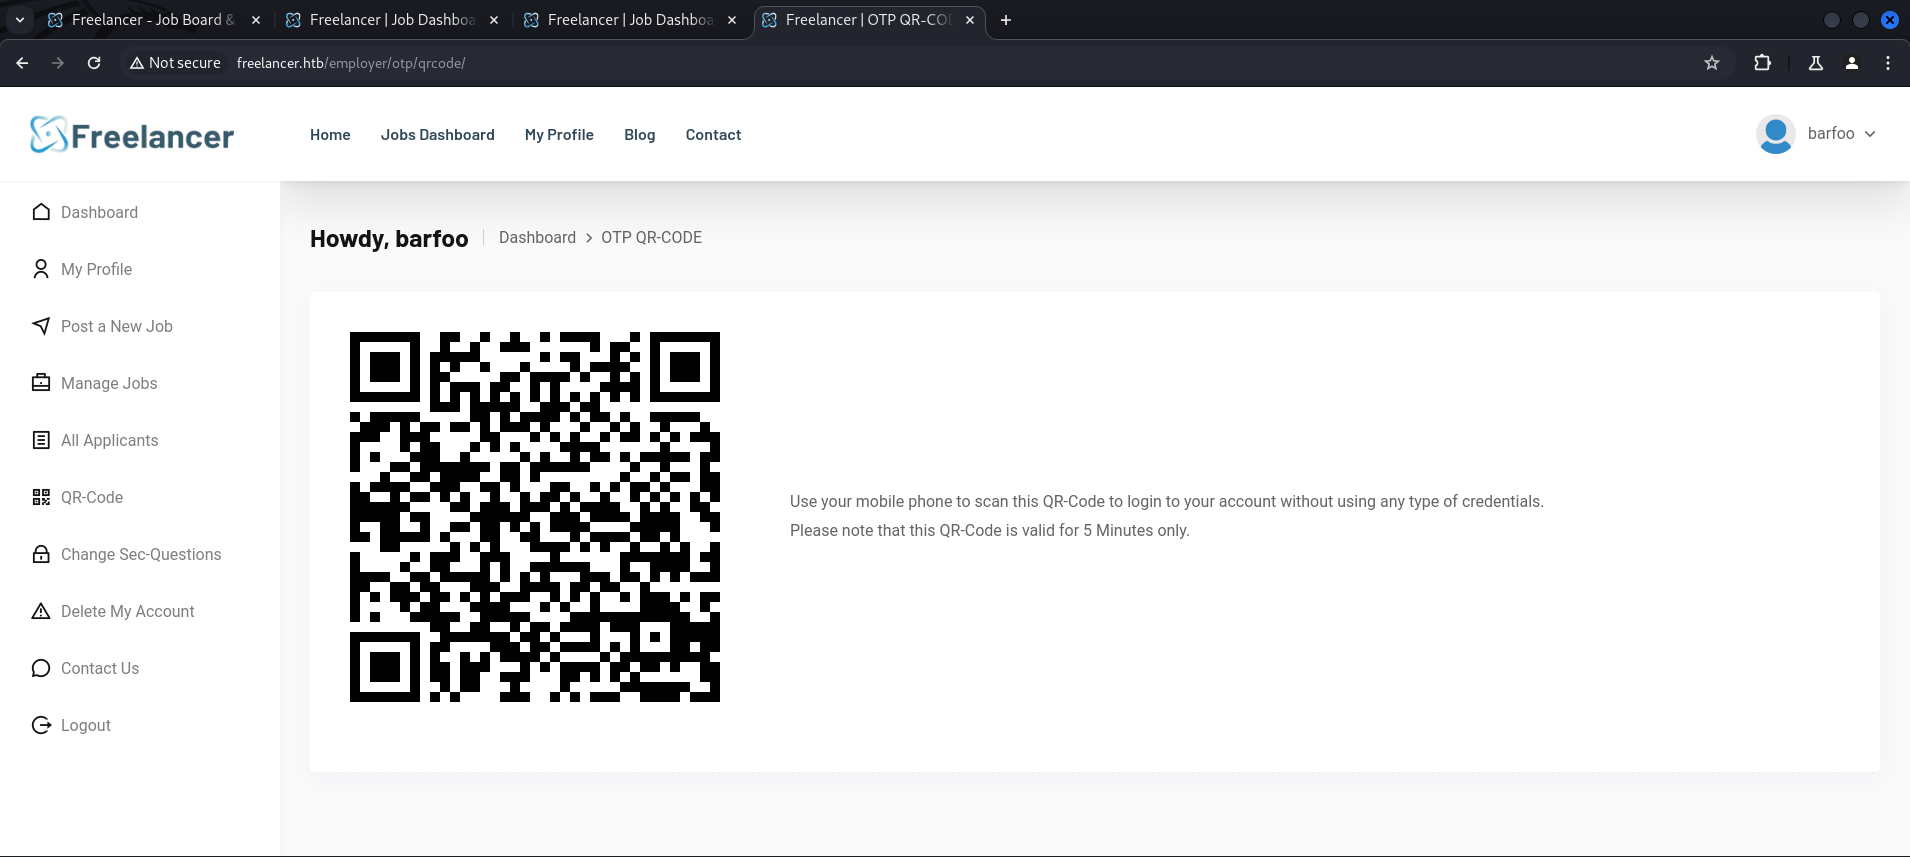 Freelancer - Job Board &
Freelancer | Job Dashboa
Freelancer | Job Dashboa
Freelancer | OTP QR-COD
Not secure
freelancer.htb/employer/otp/qrcode/
Freelancer
Home
Jobs Dashboard
My Profile
Blog
Contact
barfoo
Dashboard
My Profile
Post a New Job
Manage Jobs
All Applicants
QR-Code
Change Sec-Questions
Delete My Account
Contact Us
Logout
Howdy, barfoo
Dashboard > OTP QR-CODE
Use your mobile phone to scan this QR-Code to login to your account without using any type of credentials.
Please note that this QR-Code is valid for 5 Minutes only.